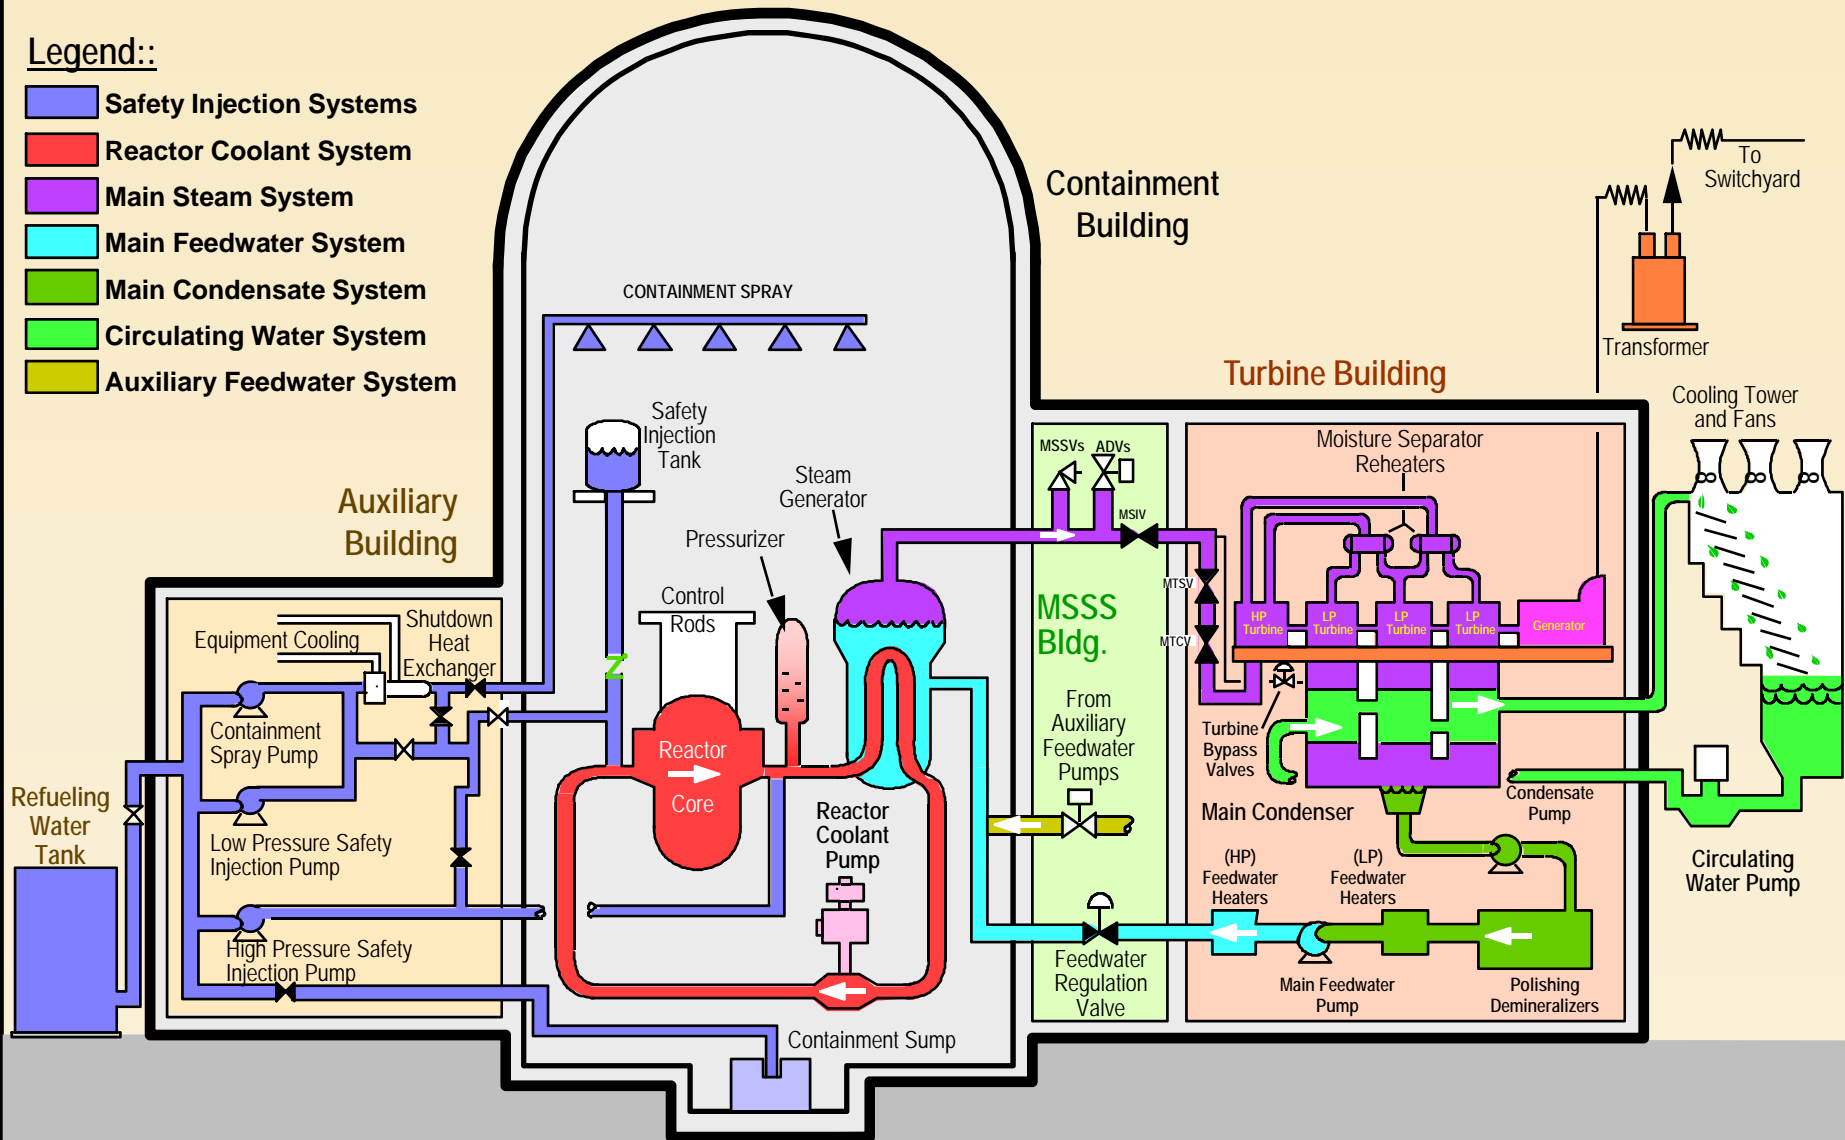 Legend::
Safety Injection Systems
Reactor Coolant System
Main Steam System
Main Feedwater System
Main Condensate System
Circulating Water System
Auxiliary Feedwater System
Containment
Building
To
Switchyard
Transformer
CONTAINMENT SPRAY
Turbine Building
Cooling Tower
and Fans
Safety
Injection
Tank
Steam
Generator
Pressurizer
Auxiliary
Building
MSSVs
ADVs
MSIV
Moisture Separator
Reheaters
MTSV
MTCV
MSSS
Bldg.
HP
Turbine
LP
Turbine
LP
Turbine
LP
Turbine
Generator
Control
Rods
Shutdown
Heat
Exchanger
Equipment Cooling
Containment
Spray Pump
Reactor
Core
From
Auxiliary
Feedwater
Pumps
Turbine
Bypass
Valves
Main Condenser
Condensate
Pump
Refueling
Water
Tank
Low Pressure Safety
Injection Pump
Reactor
Coolant
Pump
(HP)
Feedwater
Heaters
(LP)
Feedwater
Heaters
Circulating
Water Pump
High Pressure Safety
Injection Pump
Feedwater
Regulation
Valve
Main Feedwater
Pump
Polishing
Demineralizers
Containment Sump